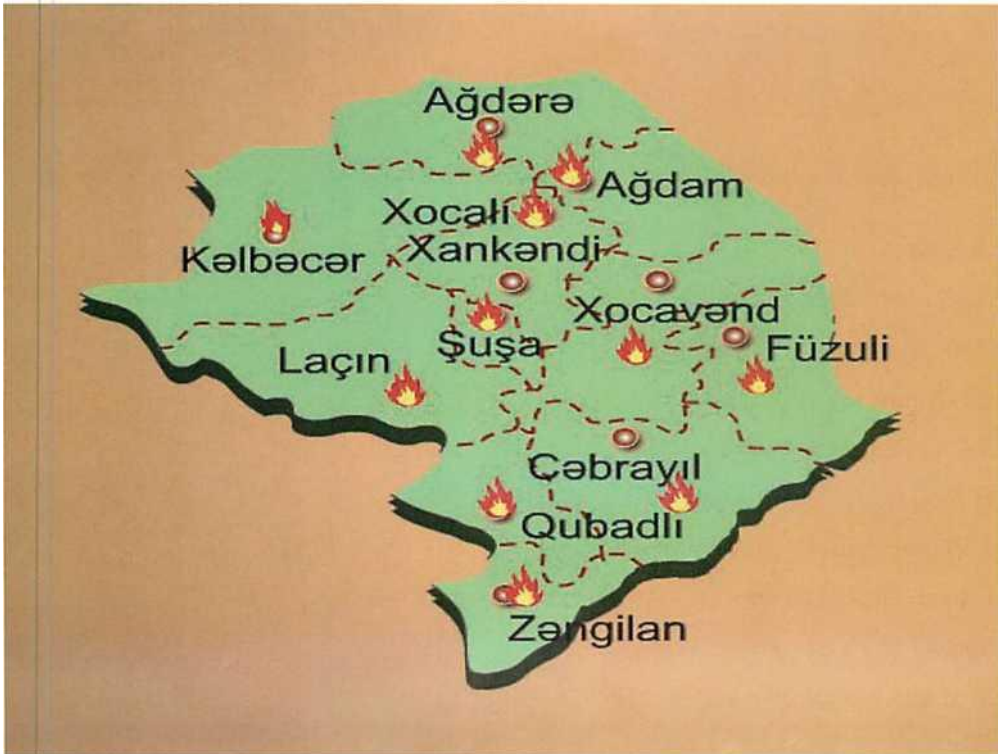 Ağdərə
Ağdam
Xocalı
Xankəndi
Kəlbəcər
Xocavənd
Şuşa
Füzuli
Laçın
Cəbrayıl
Qubadlı
Zəngilan